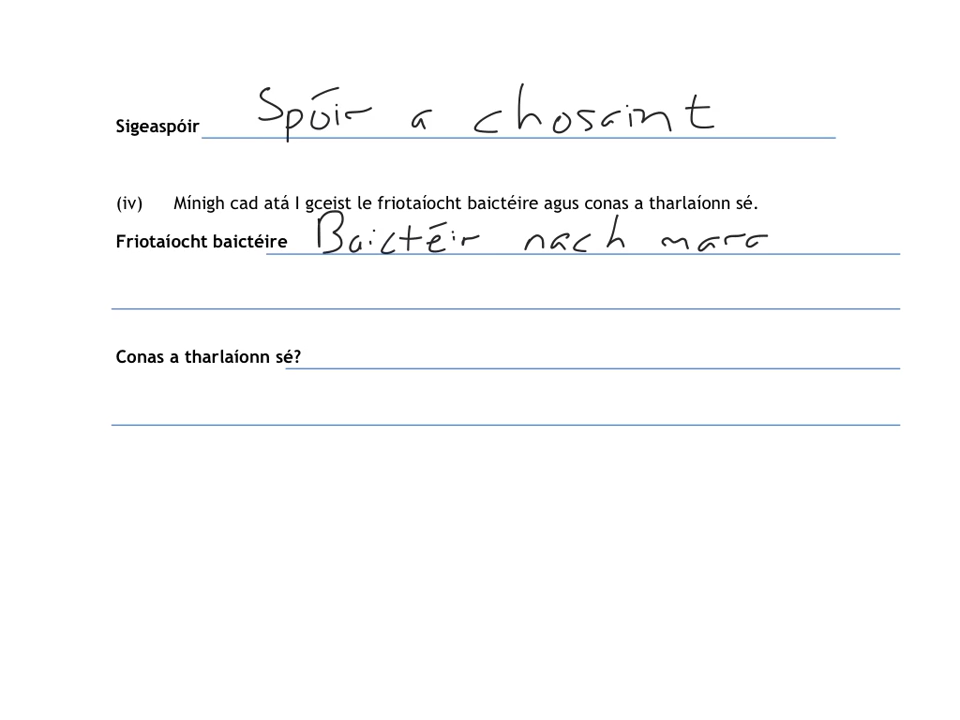 Sigeaspóir Spóir a chosaint
(iv) Mínigh cad atá I gceist le friotaíocht baictéire agus conas a tharlaíonn sé.
Friotaíocht baictéire Baictéir nach mara
Conas a tharlaíonn sé?